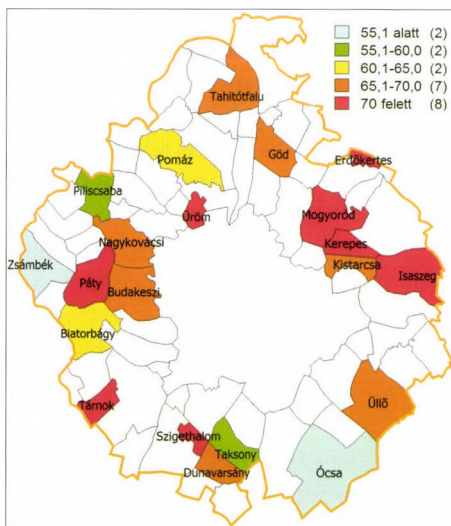 55,1 alatt (2)
55,1-60,0 (2)
60,1-65,0 (2)
65,1-70,0 (7)
70 felett (8)
Tahitótfalu
Göd
Erdőkertes
Pomáz
Piliscsaba
Üröm
Mogyoród
Nagykovácsi
Kerepes
Zsámbék
Kistarcsa
Isaszeg
Páty
Budakeszi
Biatorbágy
Tárnok
Üllő
Szigethalom
Taksony
Dunavarsány
Ócsa